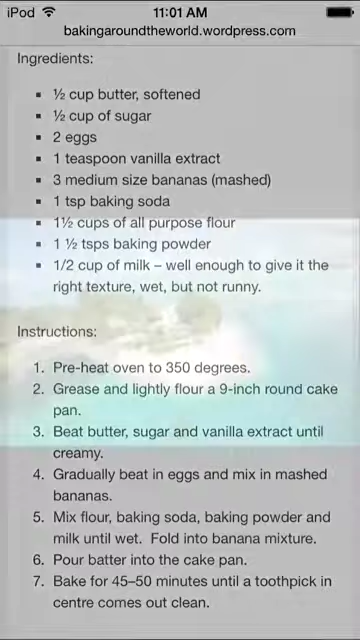 iPod 11:01 AM
bakingaroundtheworld.wordpress.com
Ingredients:
▪ ½ cup butter, softened
▪ ½ cup of sugar
▪ 2 eggs
▪ 1 teaspoon vanilla extract
▪ 3 medium size bananas (mashed)
▪ 1 tsp baking soda
▪ 1½ cups of all purpose flour
▪ 1 ½ tsps baking powder
▪ 1/2 cup of milk – well enough to give it the
right texture, wet, but not runny.
Instructions:
1. Pre-heat oven to 350 degrees.
2. Grease and lightly flour a 9-inch round cake
pan.
3. Beat butter, sugar and vanilla extract until
creamy.
4. Gradually beat in eggs and mix in mashed
bananas.
5. Mix flour, baking soda, baking powder and
milk until wet. Fold into banana mixture.
6. Pour batter into the cake pan.
7. Bake for 45–50 minutes until a toothpick in
centre comes out clean.